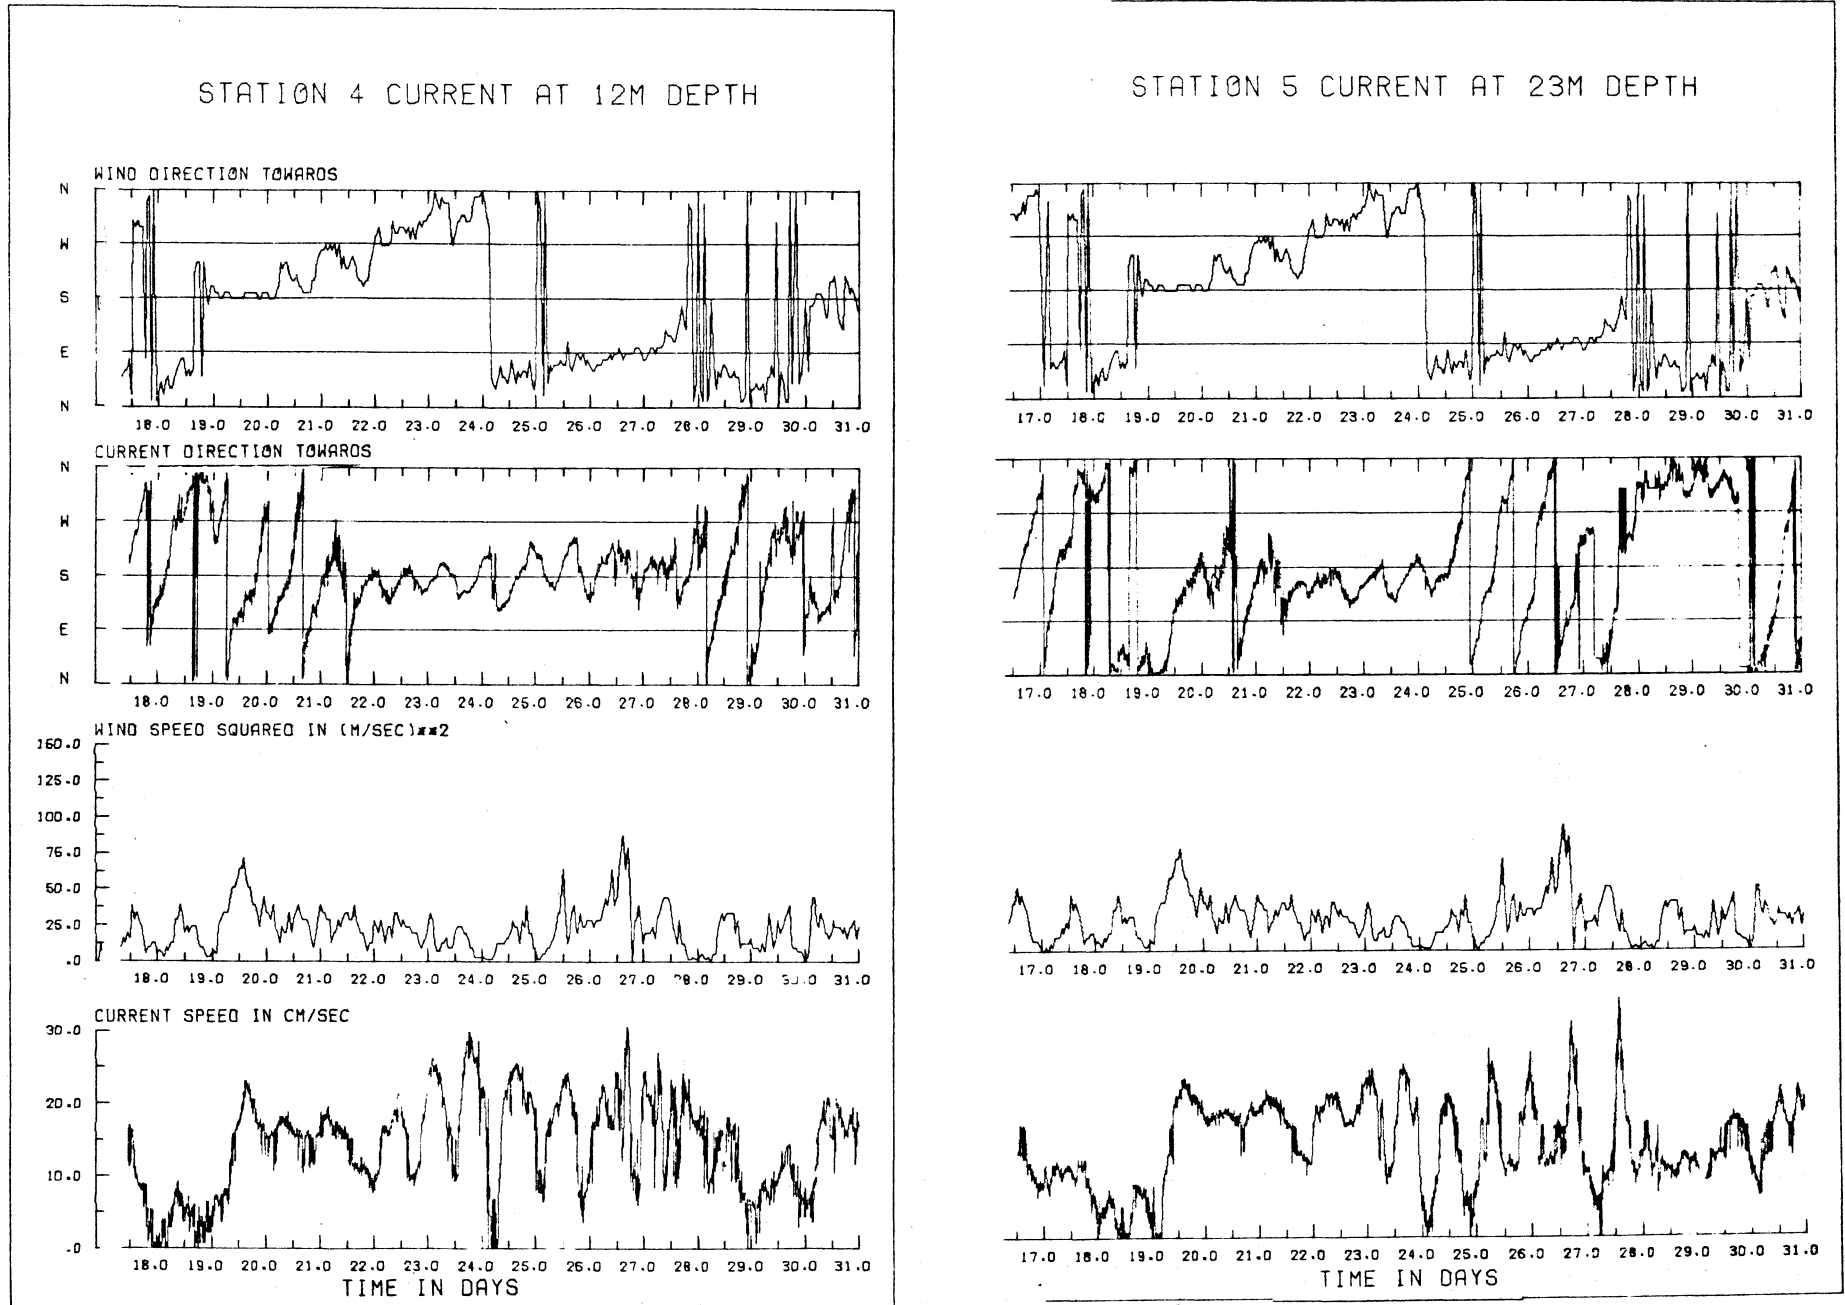 STATION 4 CURRENT AT 12M DEPTH
WIND DIRECTION TOWARDS
N
W
S
E
N
18.0 19.0 20.0 21.0 22.0 23.0 24.0 25.0 26.0 27.0 28.0 29.0 30.0 31.0
CURRENT DIRECTION TOWARDS
N
W
S
E
N
18.0 19.0 20.0 21.0 22.0 23.0 24.0 25.0 26.0 27.0 28.0 29.0 30.0 31.0
WIND SPEED SQUARED IN (M/SEC)**2
150.0
125.0
100.0
75.0
50.0
25.0
.0
18.0 19.0 20.0 21.0 22.0 23.0 24.0 25.0 26.0 27.0 28.0 29.0 30.0 31.0
CURRENT SPEED IN CM/SEC
30.0
20.0
10.0
.0
18.0 19.0 20.0 21.0 22.0 23.0 24.0 25.0 26.0 27.0 28.0 29.0 30.0 31.0
TIME IN DAYS
STATION 5 CURRENT AT 23M DEPTH
17.0 18.0 19.0 20.0 21.0 22.0 23.0 24.0 25.0 26.0 27.0 28.0 29.0 30.0 31.0
17.0 18.0 19.0 20.0 21.0 22.0 23.0 24.0 25.0 26.0 27.0 28.0 29.0 30.0 31.0
17.0 18.0 19.0 20.0 21.0 22.0 23.0 24.0 25.0 26.0 27.0 28.0 29.0 30.0 31.0
17.0 18.0 19.0 20.0 21.0 22.0 23.0 24.0 25.0 26.0 27.0 28.0 29.0 30.0 31.0
TIME IN DAYS